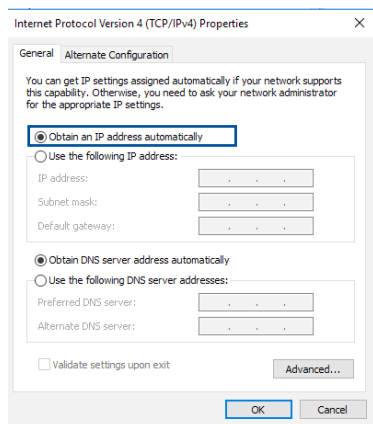 Internet Protocol Version 4 (TCP/IPv4) Properties
General
Alternate Configuration
You can get IP settings assigned automatically if your network supports
this capability. Otherwise, you need to ask your network administrator
for the appropriate IP settings.
Obtain an IP address automatically
Use the following IP address:
IP address:
Subnet mask:
Default gateway:
Obtain DNS server address automatically
Use the following DNS server addresses:
Preferred DNS server:
Alternate DNS server:
Validate settings upon exit
Advanced...
OK
Cancel